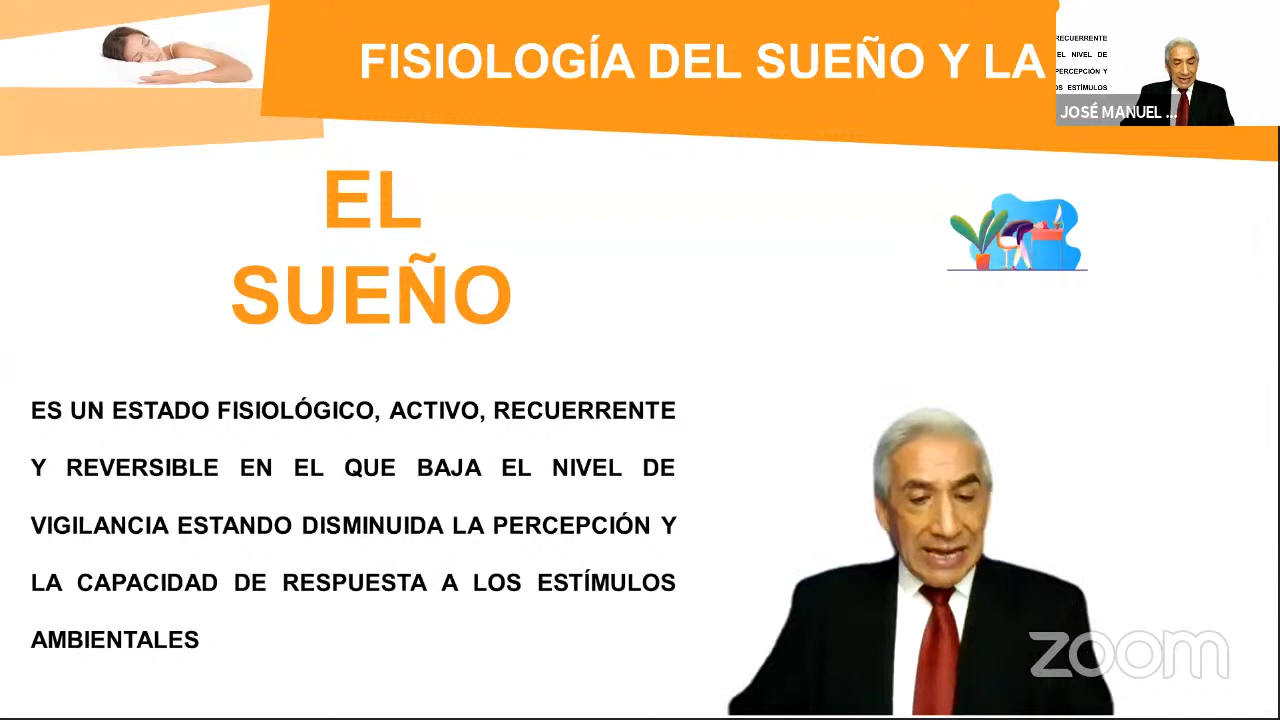 FISIOLOGÍA DEL SUEÑO Y LA
RECUERRENTE
EL NIVEL DE
PERCEPCIÓN Y
OS ESTÍMULOS
JOSÉ MANUEL ...
EL
SUEÑO
ES UN ESTADO FISIOLÓGICO, ACTIVO, RECUERRENTE
Y REVERSIBLE EN EL QUE BAJA EL NIVEL DE
VIGILANCIA ESTANDO DISMINUIDA LA PERCEPCIÓN Y
LA CAPACIDAD DE RESPUESTA A LOS ESTÍMULOS
AMBIENTALES
zoom